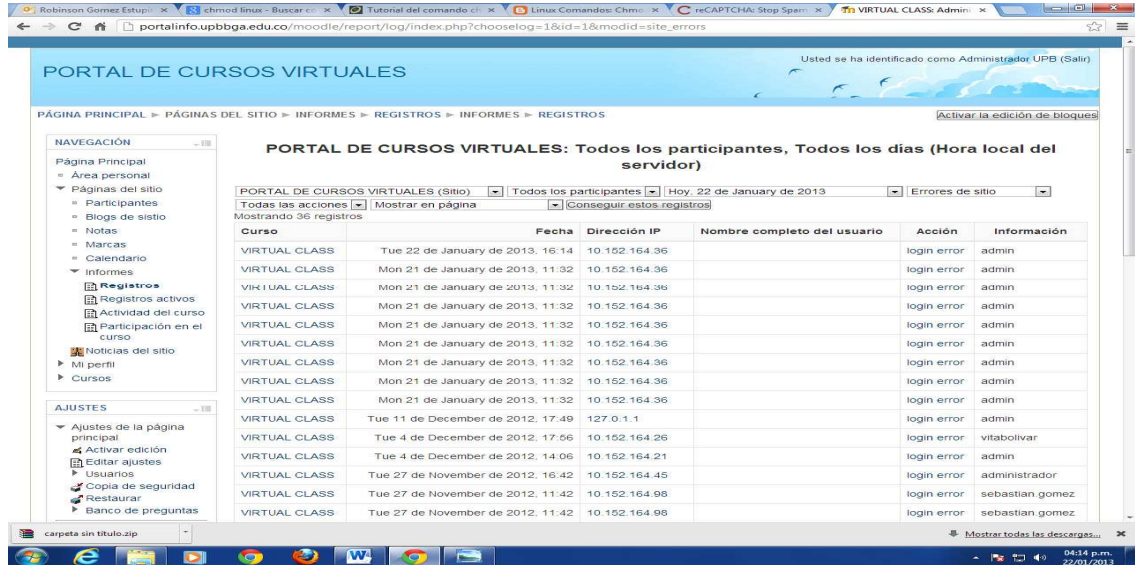 Robinson Gomez Estupiñ
chmod linux - Buscar co
Tutorial del comando ch
Linux Comandos: Chmo
reCAPTCHA: Stop Spam
VIRTUAL CLASS: Admini
portalinfo.upbbga.edu.co/moodle/report/log/index.php?chooselog=1&id=1&modid=site_errors
PORTAL DE CURSOS VIRTUALES
Usted se ha identificado como Administrador UPB (Salir)
PÁGINA PRINCIPAL ► PÁGINAS DEL SITIO ► INFORMES ► REGISTROS ► INFORMES ► REGISTROS
Activar la edición de bloques
NAVEGACIÓN
Página Principal
Área personal
Páginas del sitio
Participantes
Blogs de sistio
Notas
Marcas
Calendario
Informes
Registros
Registros activos
Actividad del curso
Participación en el
curso
Noticias del sitio
Mi perfil
Cursos
AJUSTES
Ajustes de la página
principal
Activar edición
Editar ajustes
Usuarios
Copia de seguridad
Restaurar
Banco de preguntas
PORTAL DE CURSOS VIRTUALES: Todos los participantes, Todos los días (Hora local del
servidor)
PORTAL DE CURSOS VIRTUALES (Sitio) Todos los participantes Hoy, 22 de January de 2013 Errores de sitio
Todas las acciones Mostrar en página Conseguir estos registros
Mostrando 36 registros
Curso Fecha Dirección IP Nombre completo del usuario Acción Información
VIRTUAL CLASS Tue 22 de January de 2013, 16:14 10.152.164.36 login error admin
VIRTUAL CLASS Mon 21 de January de 2013, 11:32 10.152.164.36 login error admin
VIRTUAL CLASS Mon 21 de January de 2013, 11:32 10.152.164.36 login error admin
VIRTUAL CLASS Mon 21 de January de 2013, 11:32 10.152.164.36 login error admin
VIRTUAL CLASS Mon 21 de January de 2013, 11:32 10.152.164.36 login error admin
VIRTUAL CLASS Mon 21 de January de 2013, 11:32 10.152.164.36 login error admin
VIRTUAL CLASS Mon 21 de January de 2013, 11:32 10.152.164.36 login error admin
VIRTUAL CLASS Mon 21 de January de 2013, 11:32 10.152.164.36 login error admin
VIRTUAL CLASS Mon 21 de January de 2013, 11:32 10.152.164.36 login error admin
VIRTUAL CLASS Tue 11 de December de 2012, 17:49 127.0.1.1 login error admin
VIRTUAL CLASS Tue 4 de December de 2012, 17:56 10.152.164.26 login error vitabolivar
VIRTUAL CLASS Tue 4 de December de 2012, 14:06 10.152.164.21 login error admin
VIRTUAL CLASS Tue 27 de November de 2012, 16:42 10.152.164.45 login error administrador
VIRTUAL CLASS Tue 27 de November de 2012, 11:42 10.152.164.98 login error sebastian.gomez
VIRTUAL CLASS Tue 27 de November de 2012, 11:42 10.152.164.98 login error sebastian.gomez
carpeta sin título.zip
Mostrar todas las descargas...
04:14 p.m.
22/01/2013